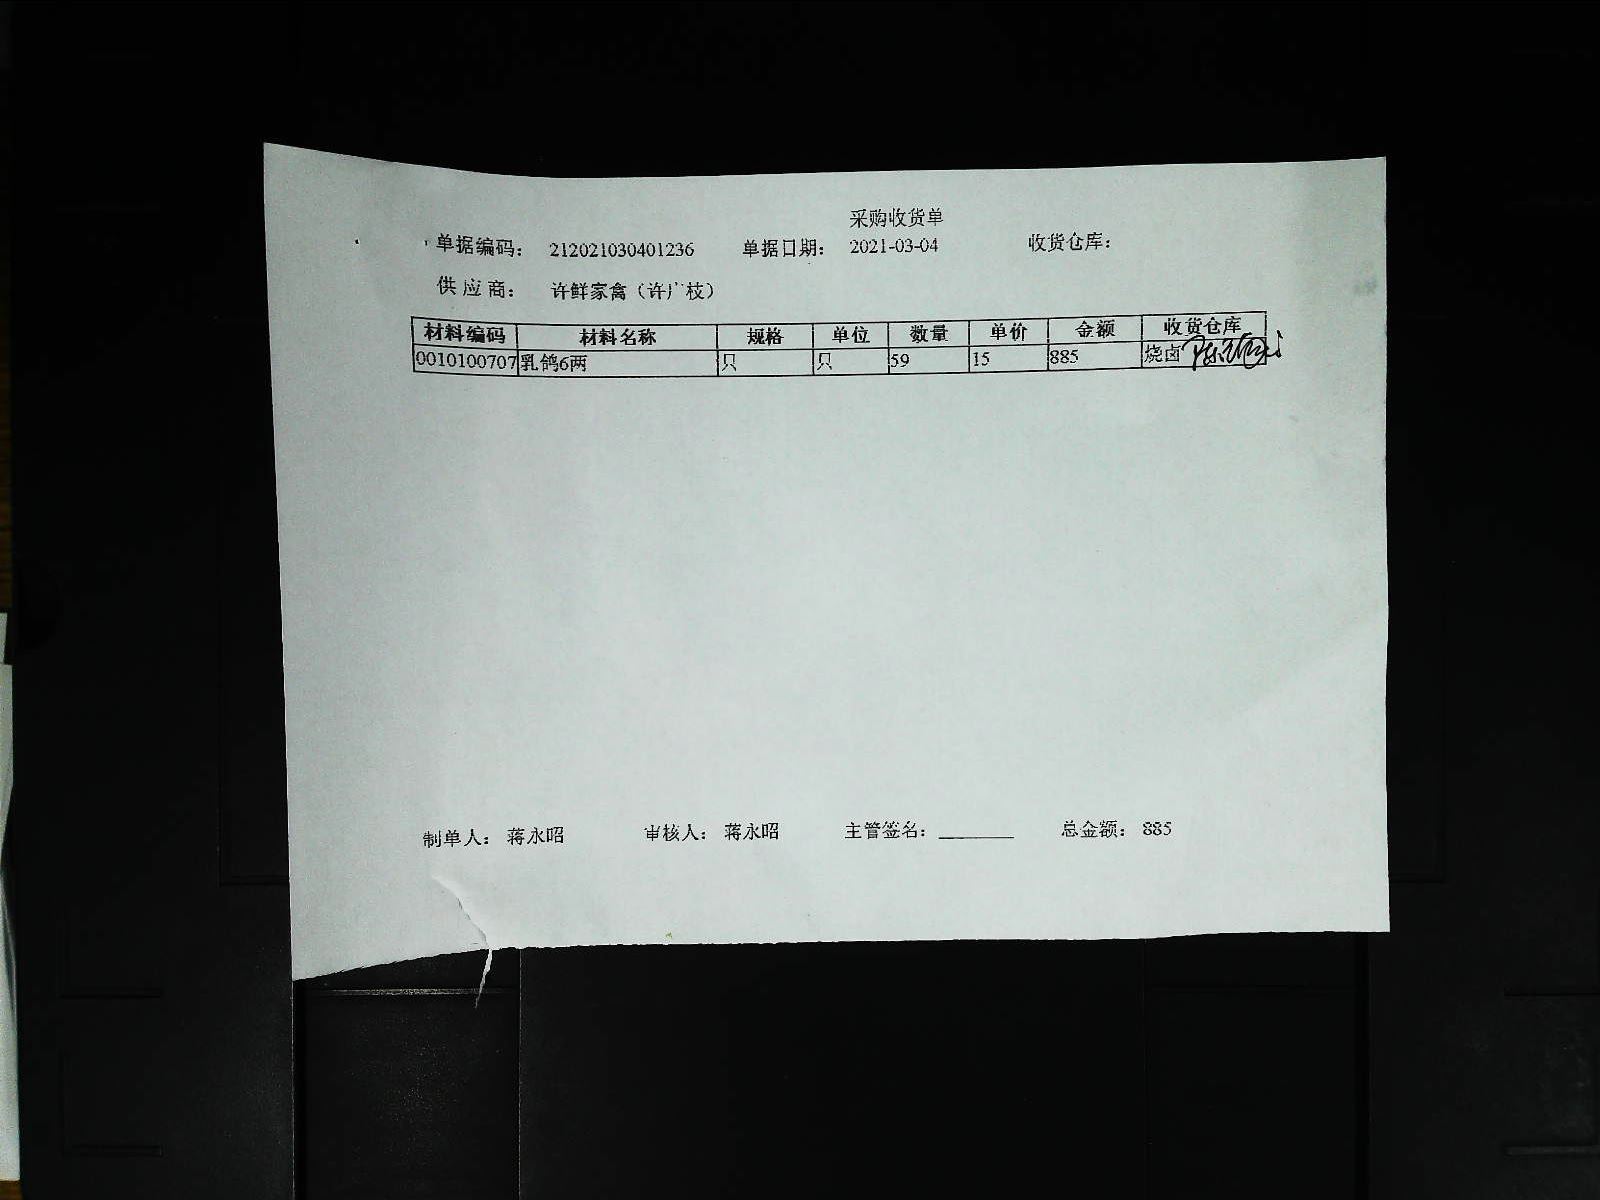 采购收货单
单据编码： 212021030401236 单据日期： 2021-03-04 收货仓库：
供 应 商： 许鲜家禽（许广枝）
材料编码 材料名称 规格 单位 数量 单价 金额 收货仓库
0010100707 乳鸽6两 只 只 59 15 885 烧卤
制单人： 蒋永昭 审核人： 蒋永昭 主管签名：________ 总金额： 885